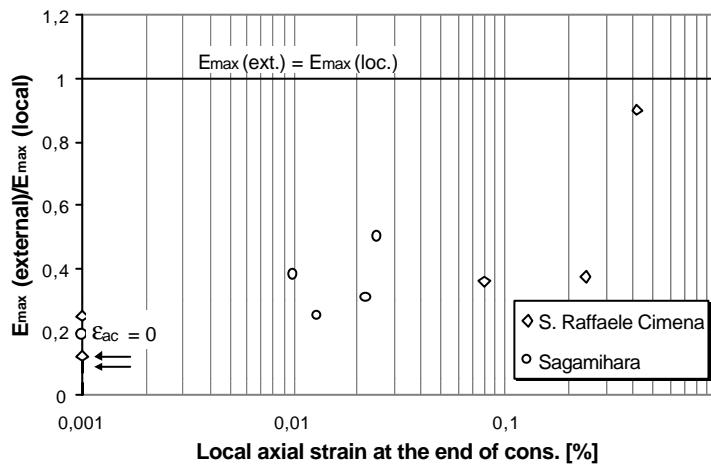 1,2
1
0,8
0,6
0,4
0,2
0
Emax (external)/Emax (local)
Emax (ext.) = Emax (loc.)
εac = 0
S. Raffaele Cimena
Sagamihara
0,001
0,01
0,1
Local axial strain at the end of cons. [%]